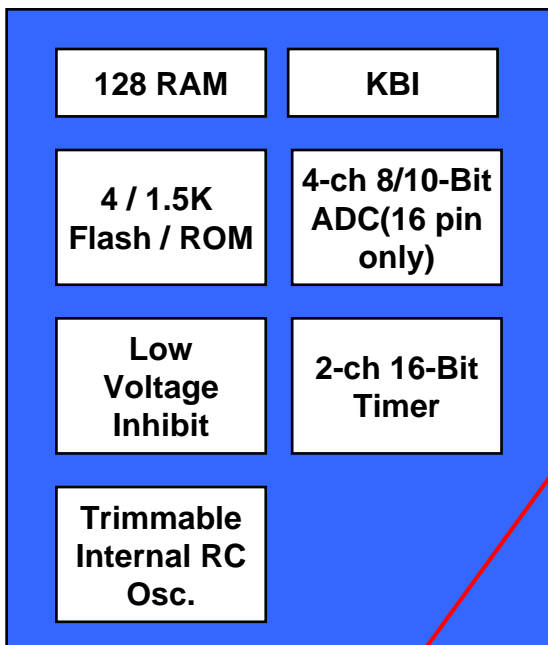 128 RAM
KBI
4 / 1.5K
Flash / ROM
4-ch 8/10-Bit
ADC(16 pin
only)
Low
Voltage
Inhibit
2-ch 16-Bit
Timer
Trimmable
Internal RC
Osc.